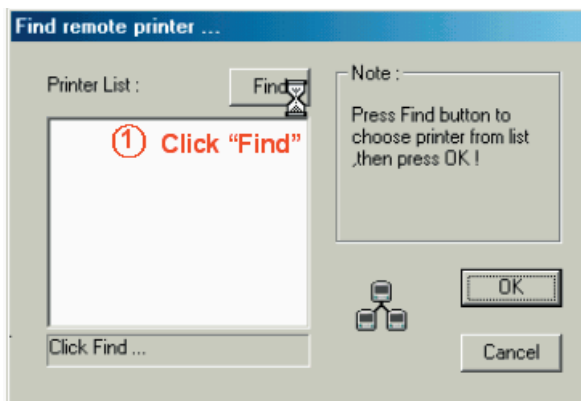 Find remote printer ...
Printer List :
Find
① Click “Find”
Click Find ...
Note :
Press Find button to
choose printer from list
,then press OK !
OK
Cancel